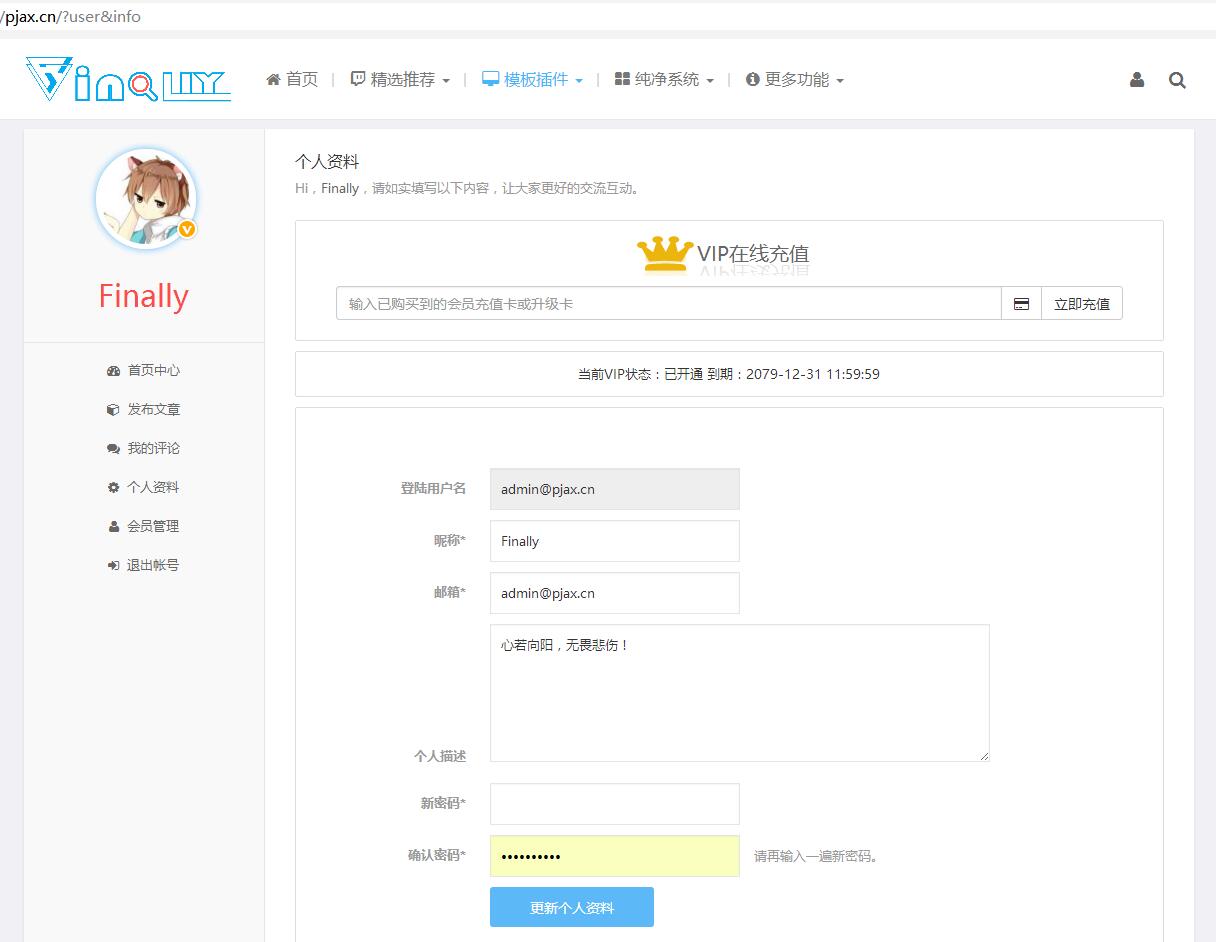 /pjax.cn/?user&info
首页 | 精选推荐 | 模板插件 | 纯净系统 | 更多功能
个人资料
Hi，Finally，请如实填写以下内容，让大家更好的交流互动。
Finally
VIP在线充值
输入已购买到的会员充值卡或升级卡
立即充值
当前VIP状态：已开通 到期：2079-12-31 11:59:59
首页中心
发布文章
我的评论
个人资料
会员管理
退出帐号
登陆用户名 admin@pjax.cn
昵称* Finally
邮箱* admin@pjax.cn
心若向阳，无畏悲伤！
个人描述
新密码*
确认密码* •••••••••• 请再输入一遍新密码。
更新个人资料